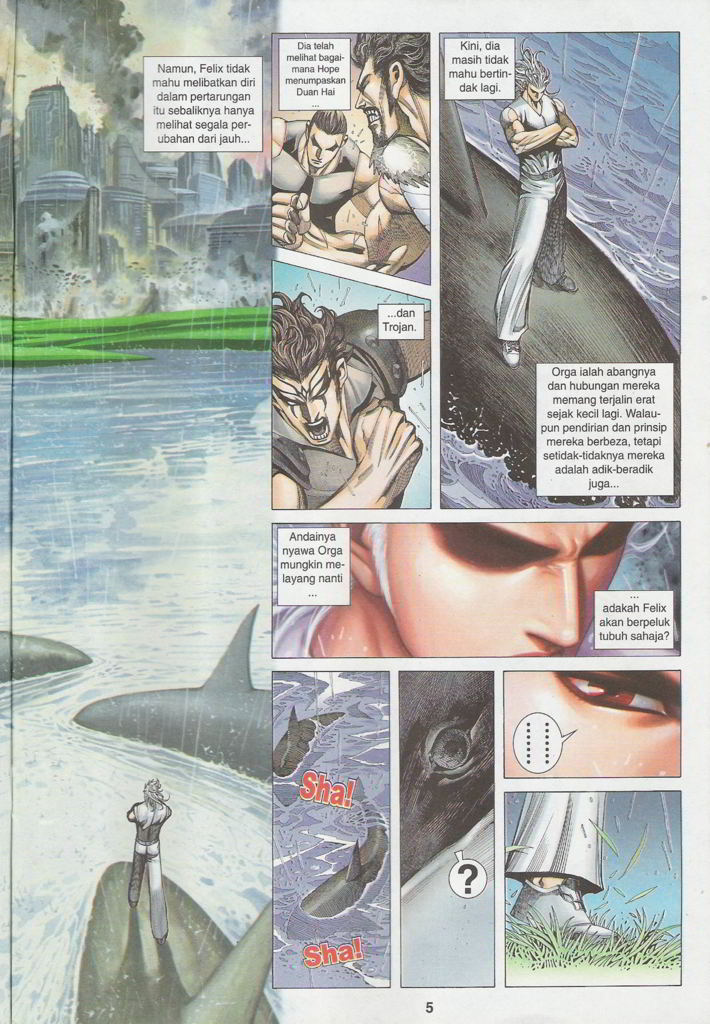 Namun, Felix tidak
mahu melibatkan diri
dalam pertarungan
itu sebaliknya hanya
melihat segala per-
ubahan dari jauh...
Dia telah
melihat bagai-
mana Hope
menumpaskan
Duan Hai
...
Kini, dia
masih tidak
mahu bertin-
dak lagi.
...dan
Trojan.
Orga ialah abangnya
dan hubungan mereka
memang terjalin erat
sejak kecil lagi. Walau-
pun pendirian dan prinsip
mereka berbeza, tetapi
setidak-tidaknya mereka
adalah adik-beradik
juga...
Andainya
nyawa Orga
mungkin me-
layang nanti
...
...
adakah Felix
akan berpeluk
tubuh sahaja?
Sha!
Sha!
?
5